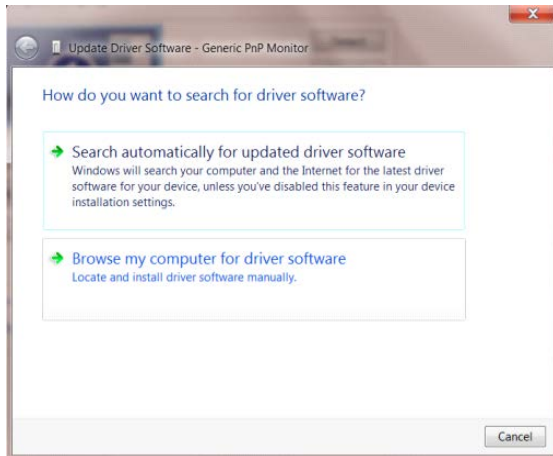 Update Driver Software - Generic PnP Monitor
How do you want to search for driver software?
Search automatically for updated driver software
Windows will search your computer and the Internet for the latest driver
software for your device, unless you've disabled this feature in your device
installation settings.
Browse my computer for driver software
Locate and install driver software manually.
Cancel